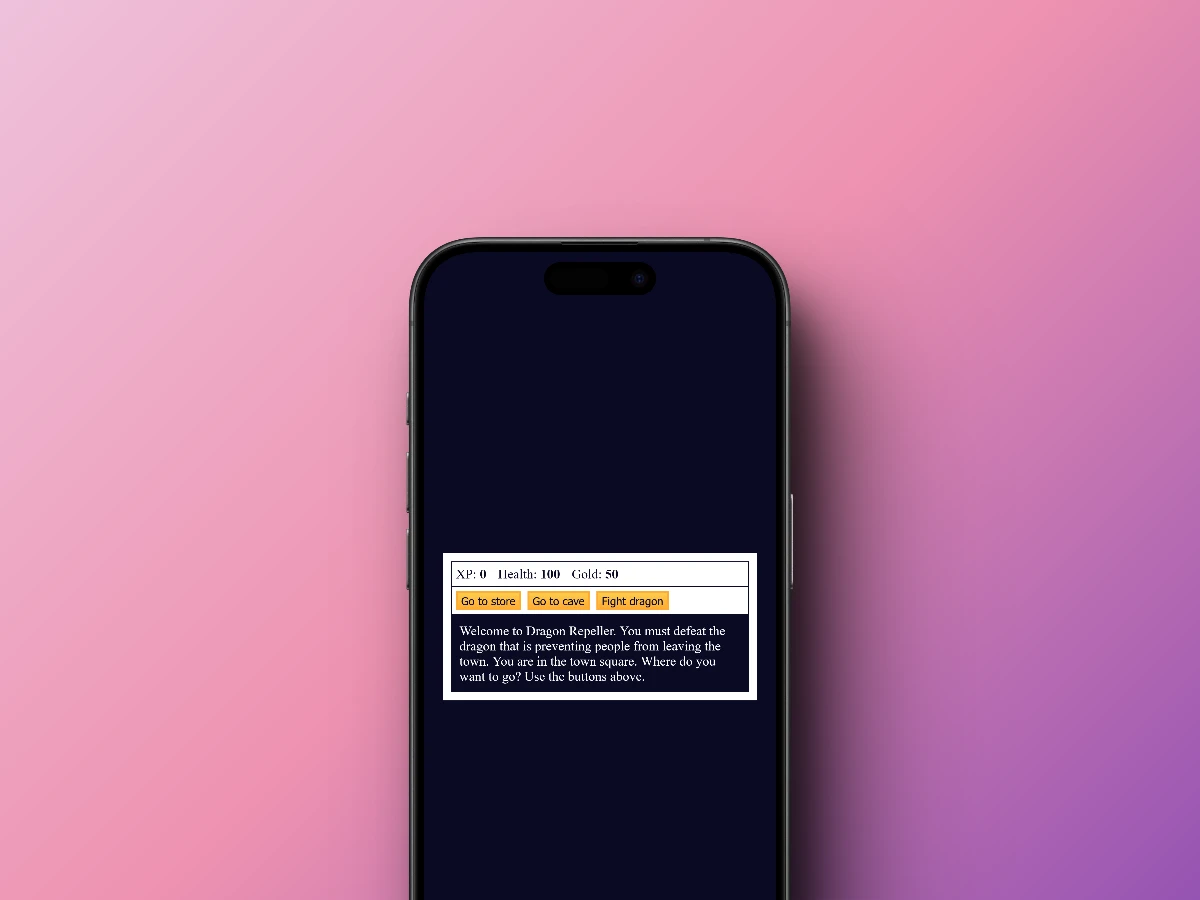 XP: 0 Health: 100 Gold: 50
Go to store Go to cave Fight dragon
Welcome to Dragon Repeller. You must defeat the
dragon that is preventing people from leaving the
town. You are in the town square. Where do you
want to go? Use the buttons above.